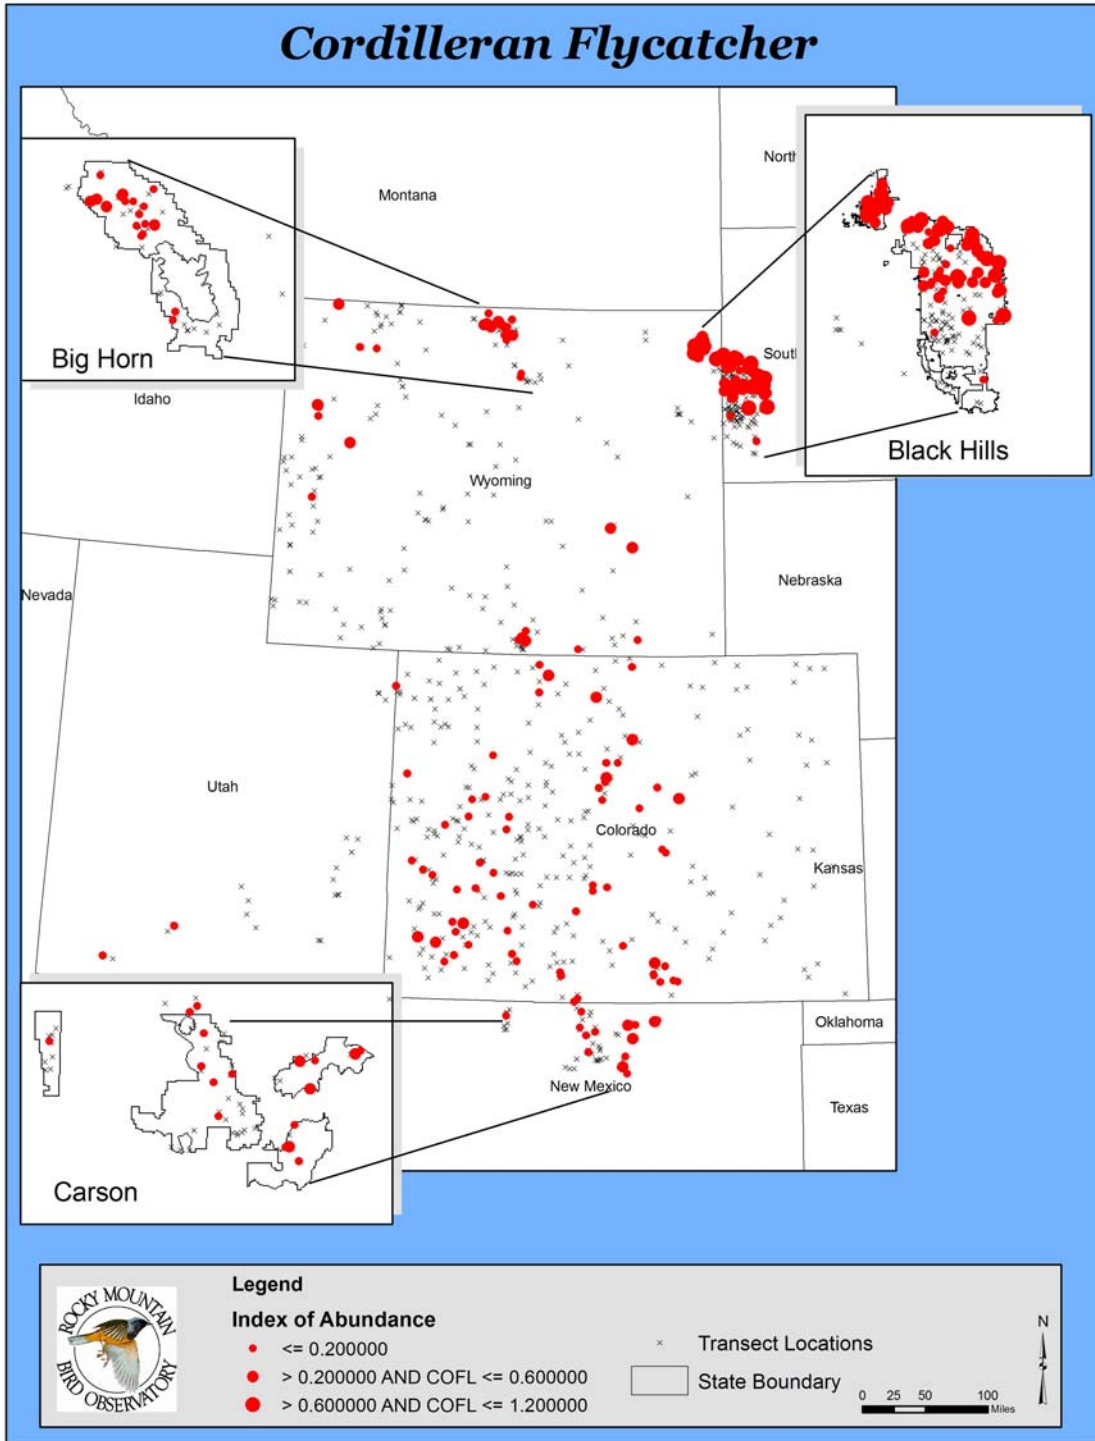 Cordilleran Flycatcher
North
Montana
Big Horn
Idaho
South
Black Hills
Wyoming
Nevada
Nebraska
Utah
Colorado
Kansas
Oklahoma
New Mexico
Texas
Carson
Legend
Index of Abundance
<= 0.200000
> 0.200000 AND COFL <= 0.600000
> 0.600000 AND COFL <= 1.200000
Transect Locations
State Boundary
N
0 25 50 100
Miles
ROCKY MOUNTAIN
BIRD OBSERVATORY